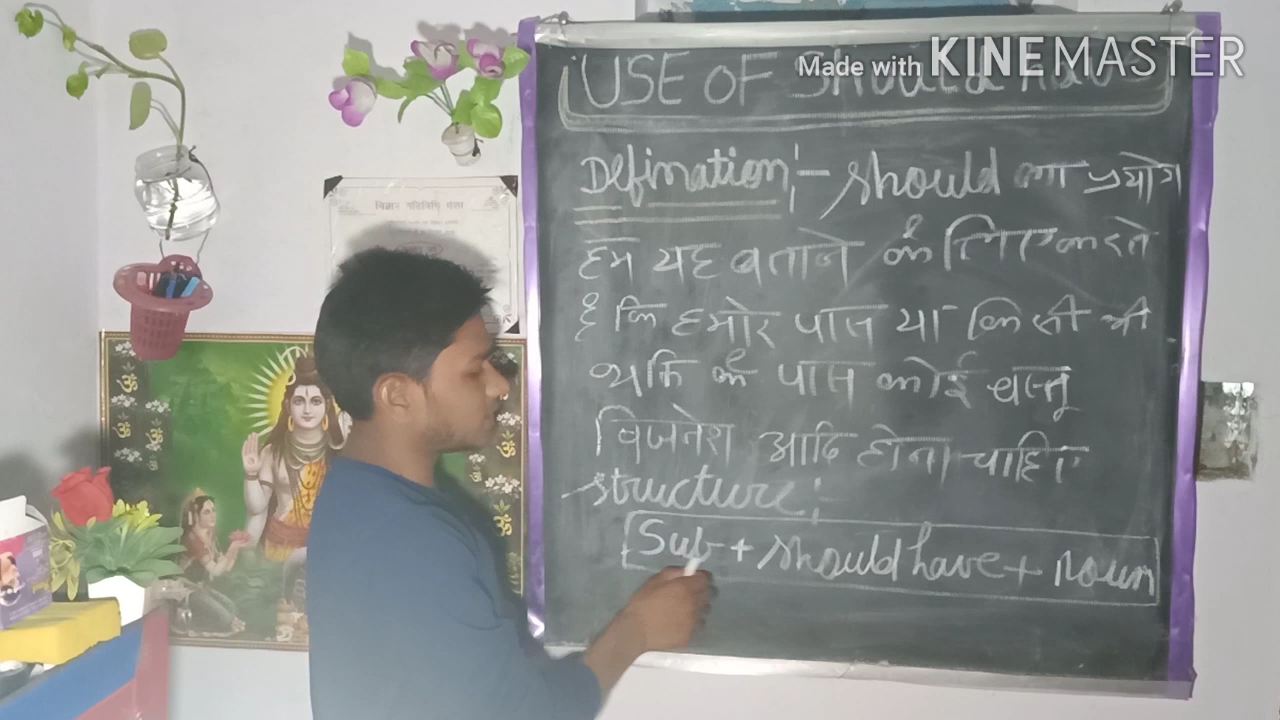 Made with KINEMASTER
USE OF Should hav
Defination:- should का प्रयोग
हम यह बताने के लिए करते
है कि हमारे पास या किसी भी
व्यक्ति के पास कोई वस्तू
विजनेश आदि होना चाहिए
structure:
Sub + should have + noun